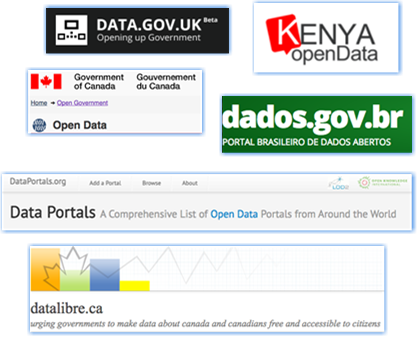 DATA.GOV.UK Beta
Opening up Government
KENYA
openData
Government of Canada
Gouvernement du Canada
Home → Open Government
Open Data
dados.gov.br
PORTAL BRASILEIRO DE DADOS ABERTOS
DataPortals.org Add a Portal Browse About
Data Portals A Comprehensive List of Open Data Portals from Around the World
datalibre.ca
urging governments to make data about canada and canadians free and accessible to citizens